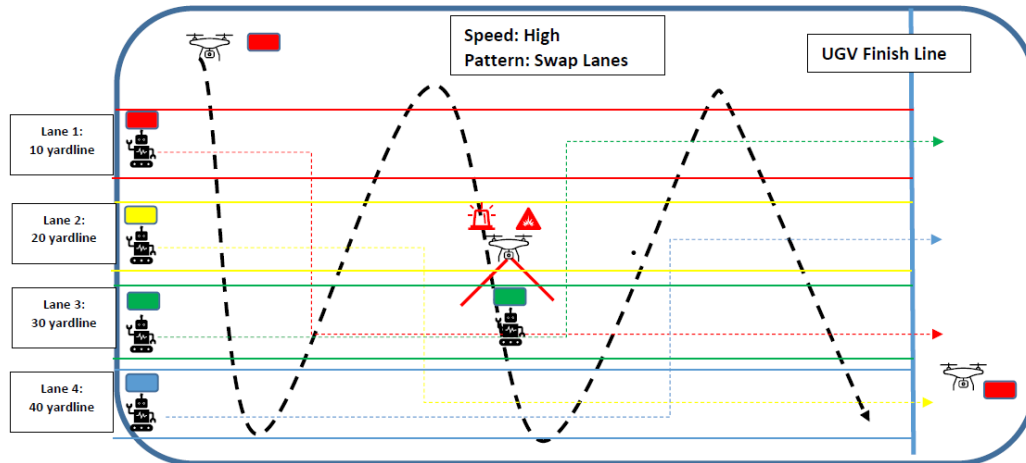 Speed: High
Pattern: Swap Lanes
UGV Finish Line
Lane 1:
10 yardline
Lane 2:
20 yardline
Lane 3:
30 yardline
Lane 4:
40 yardline